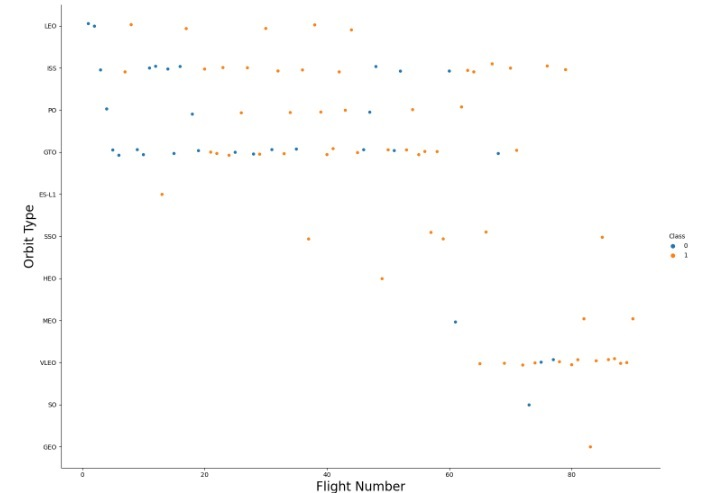 LEO
ISS
PO
GTO
ES-L1
SSO
HEO
MEO
VLEO
SO
GEO
Orbit Type
0 20 40 60 80
Flight Number
Class
0
1